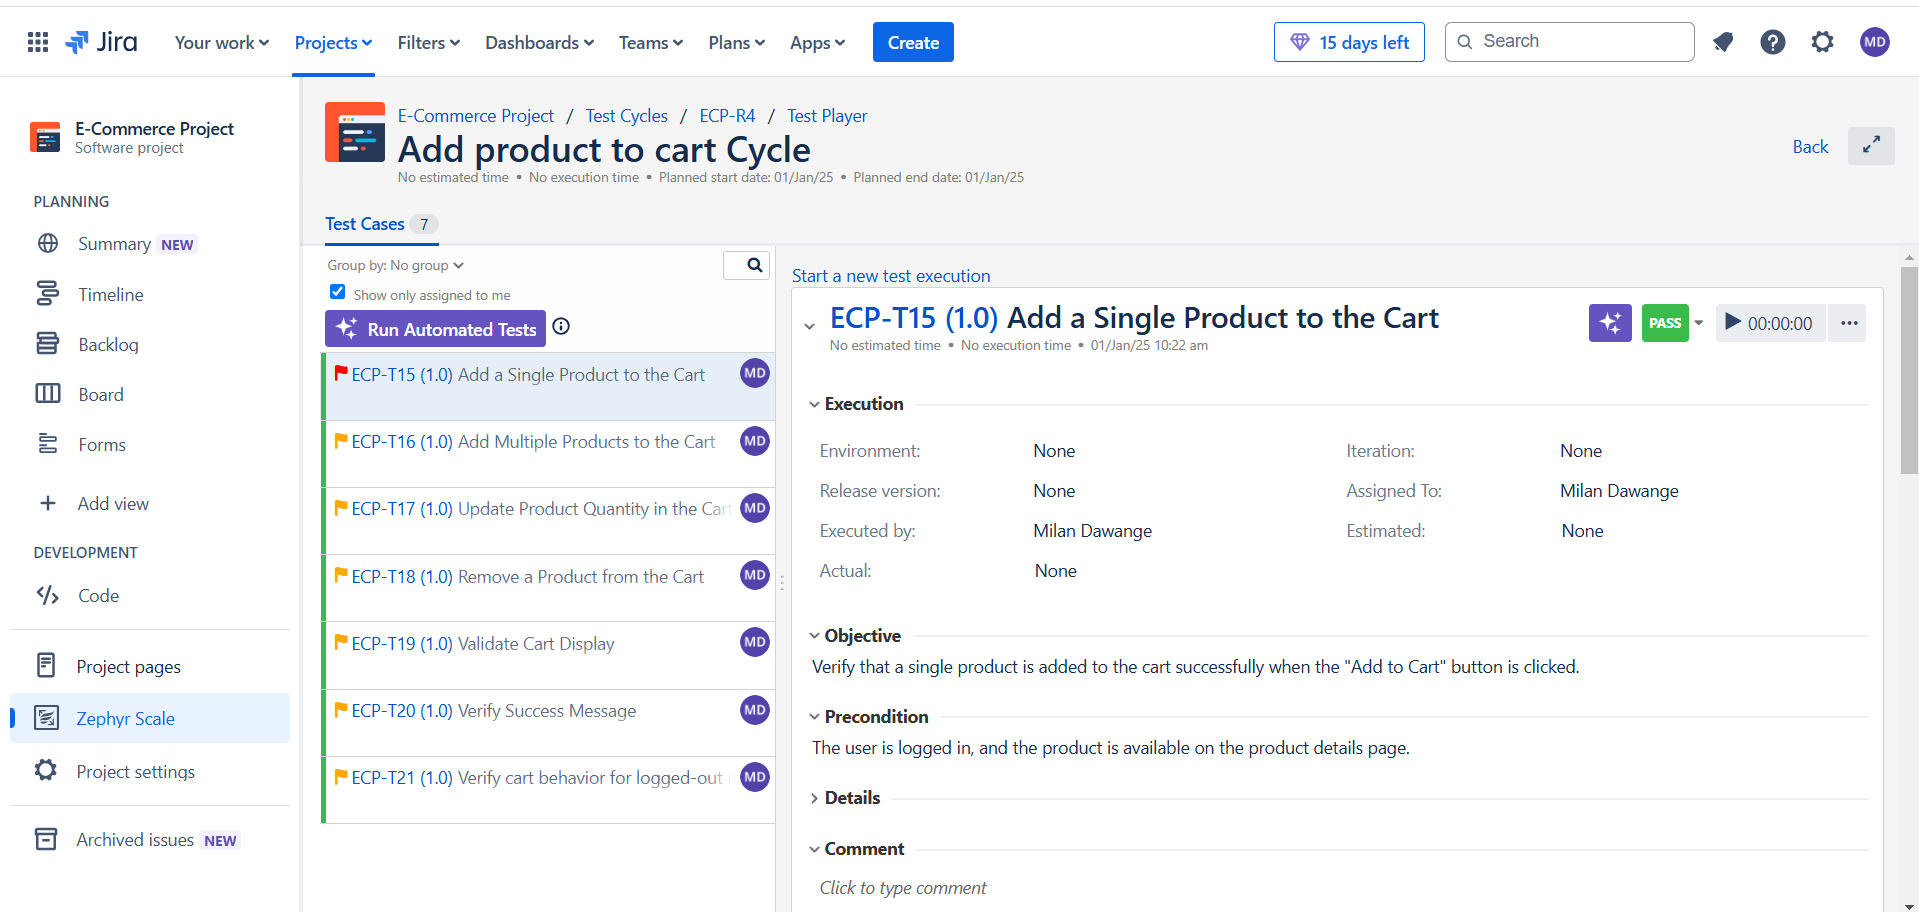 Jira Your work Projects Filters Dashboards Teams Plans Apps Create 15 days left Search MD
E-Commerce Project
Software project
PLANNING
Summary NEW
Timeline
Backlog
Board
Forms
Add view
DEVELOPMENT
Code
Project pages
Zephyr Scale
Project settings
Archived issues NEW
E-Commerce Project / Test Cycles / ECP-R4 / Test Player
Add product to cart Cycle
No estimated time • No execution time • Planned start date: 01/Jan/25 • Planned end date: 01/Jan/25
Back
Test Cases 7
Group by: No group
Show only assigned to me
Run Automated Tests
ECP-T15 (1.0) Add a Single Product to the Cart MD
ECP-T16 (1.0) Add Multiple Products to the Cart MD
ECP-T17 (1.0) Update Product Quantity in the Cart MD
ECP-T18 (1.0) Remove a Product from the Cart MD
ECP-T19 (1.0) Validate Cart Display MD
ECP-T20 (1.0) Verify Success Message MD
ECP-T21 (1.0) Verify cart behavior for logged-out MD
Start a new test execution
ECP-T15 (1.0) Add a Single Product to the Cart
No estimated time • No execution time • 01/Jan/25 10:22 am
PASS 00:00:00
Execution
Environment: None Iteration: None
Release version: None Assigned To: Milan Dawange
Executed by: Milan Dawange Estimated: None
Actual: None
Objective
Verify that a single product is added to the cart successfully when the "Add to Cart" button is clicked.
Precondition
The user is logged in, and the product is available on the product details page.
Details
Comment
Click to type comment